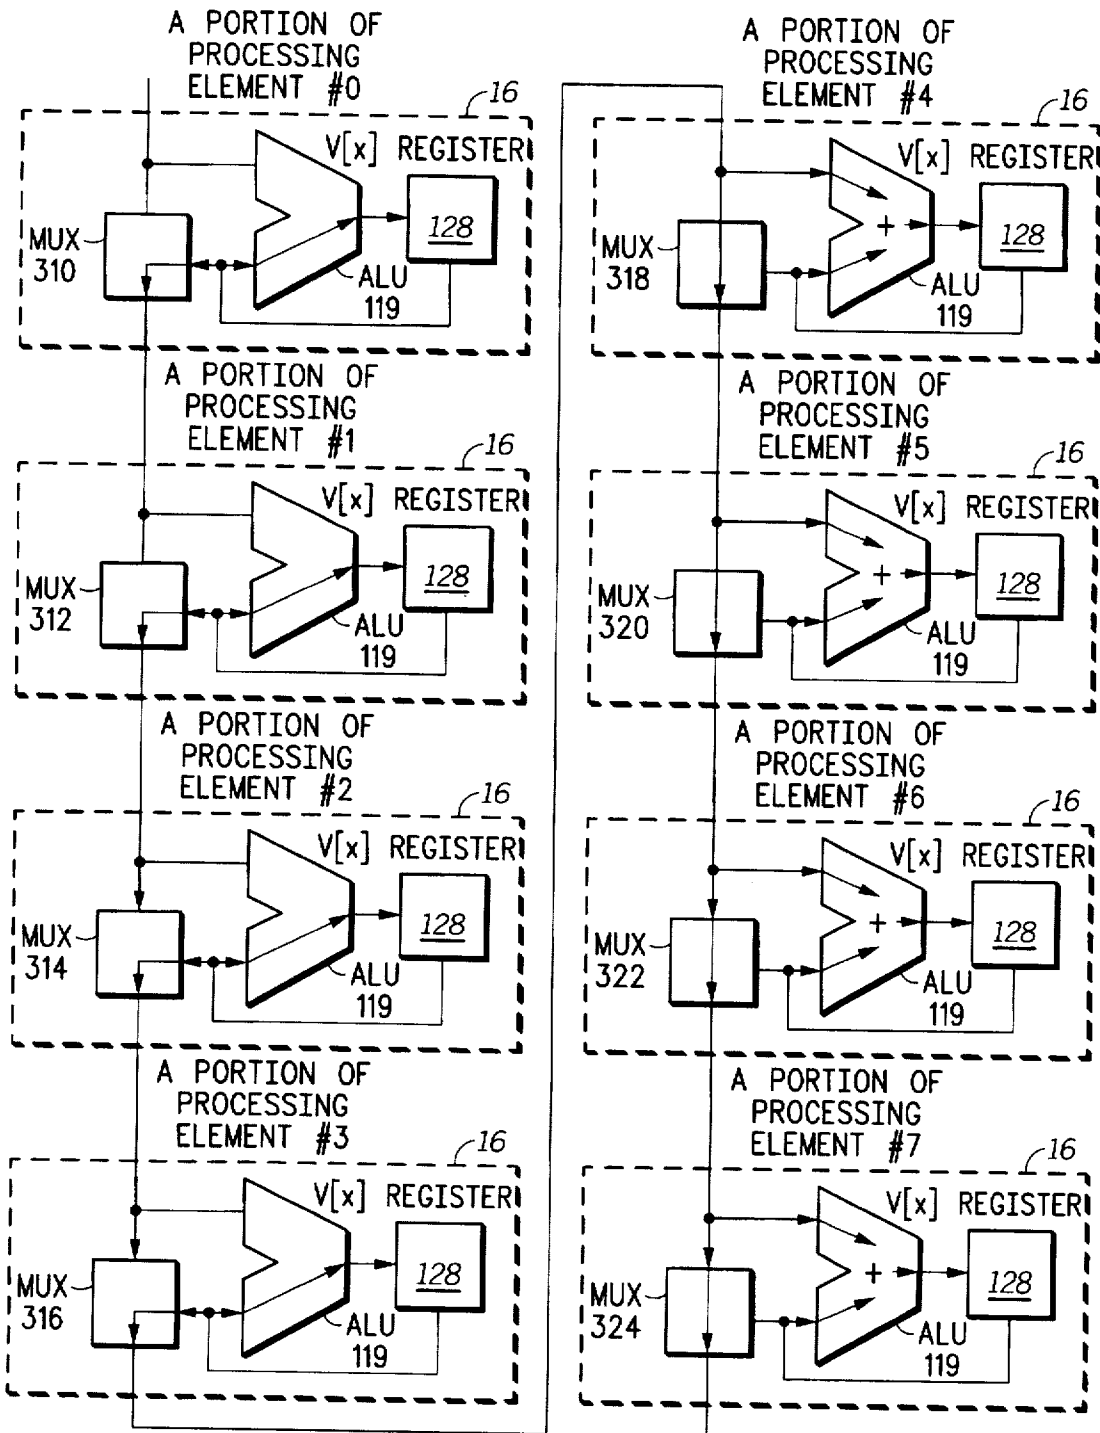 A PORTION OF
PROCESSING
ELEMENT #0
16
V[x] REGISTER
128
MUX
310
ALU
119
A PORTION OF
PROCESSING
ELEMENT #1
16
V[x] REGISTER
128
MUX
312
ALU
119
A PORTION OF
PROCESSING
ELEMENT #2
16
V[x] REGISTER
128
MUX
314
ALU
119
A PORTION OF
PROCESSING
ELEMENT #3
16
V[x] REGISTER
128
MUX
316
ALU
119
A PORTION OF
PROCESSING
ELEMENT #4
16
V[x] REGISTER
+
128
MUX
318
ALU
119
A PORTION OF
PROCESSING
ELEMENT #5
16
V[x] REGISTER
+
128
MUX
320
ALU
119
A PORTION OF
PROCESSING
ELEMENT #6
16
V[x] REGISTER
+
128
MUX
322
ALU
119
A PORTION OF
PROCESSING
ELEMENT #7
16
V[x] REGISTER
+
128
MUX
324
ALU
119